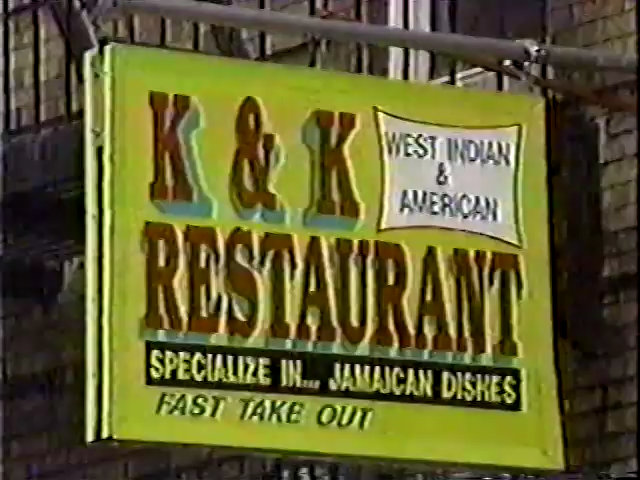 K & K
WEST INDIAN
&
AMERICAN
RESTAURANT
SPECIALIZE IN... JAMAICAN DISHES
FAST TAKE OUT